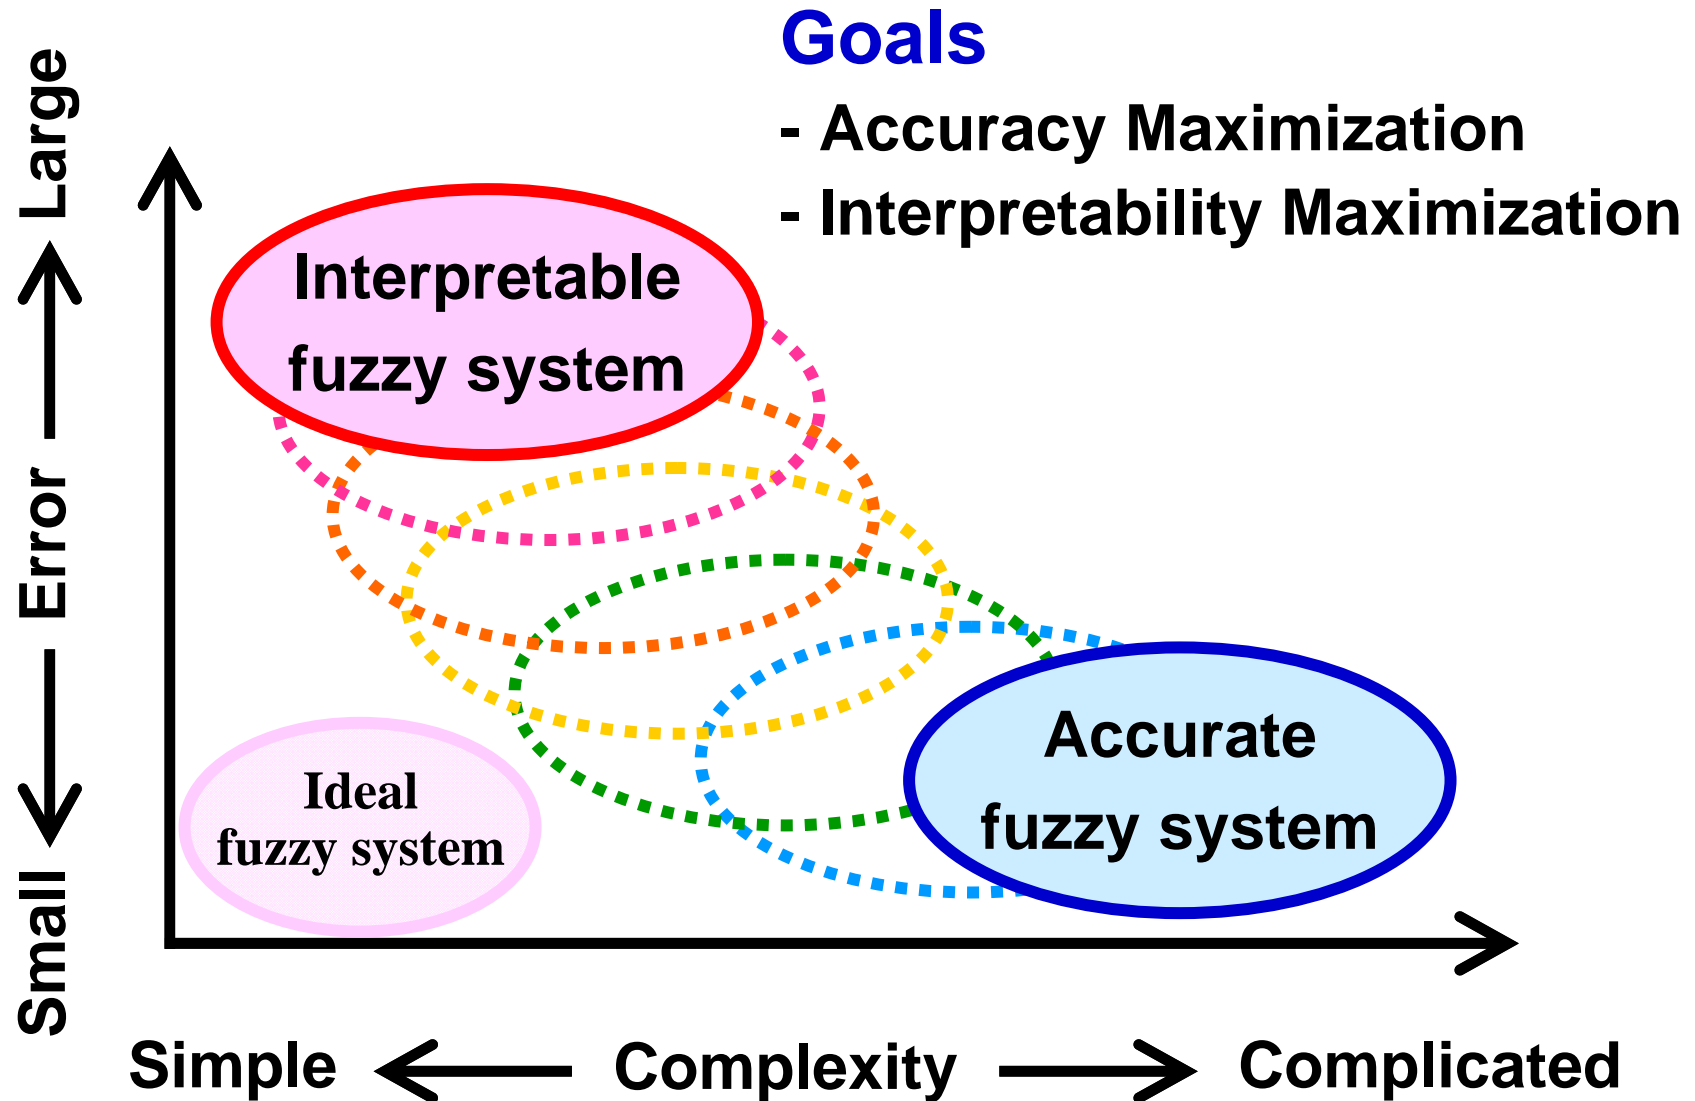 Goals
- Accuracy Maximization
- Interpretability Maximization
Large
Error
Small
Interpretable
fuzzy system
Accurate
fuzzy system
Ideal
fuzzy system
Simple
Complexity
Complicated